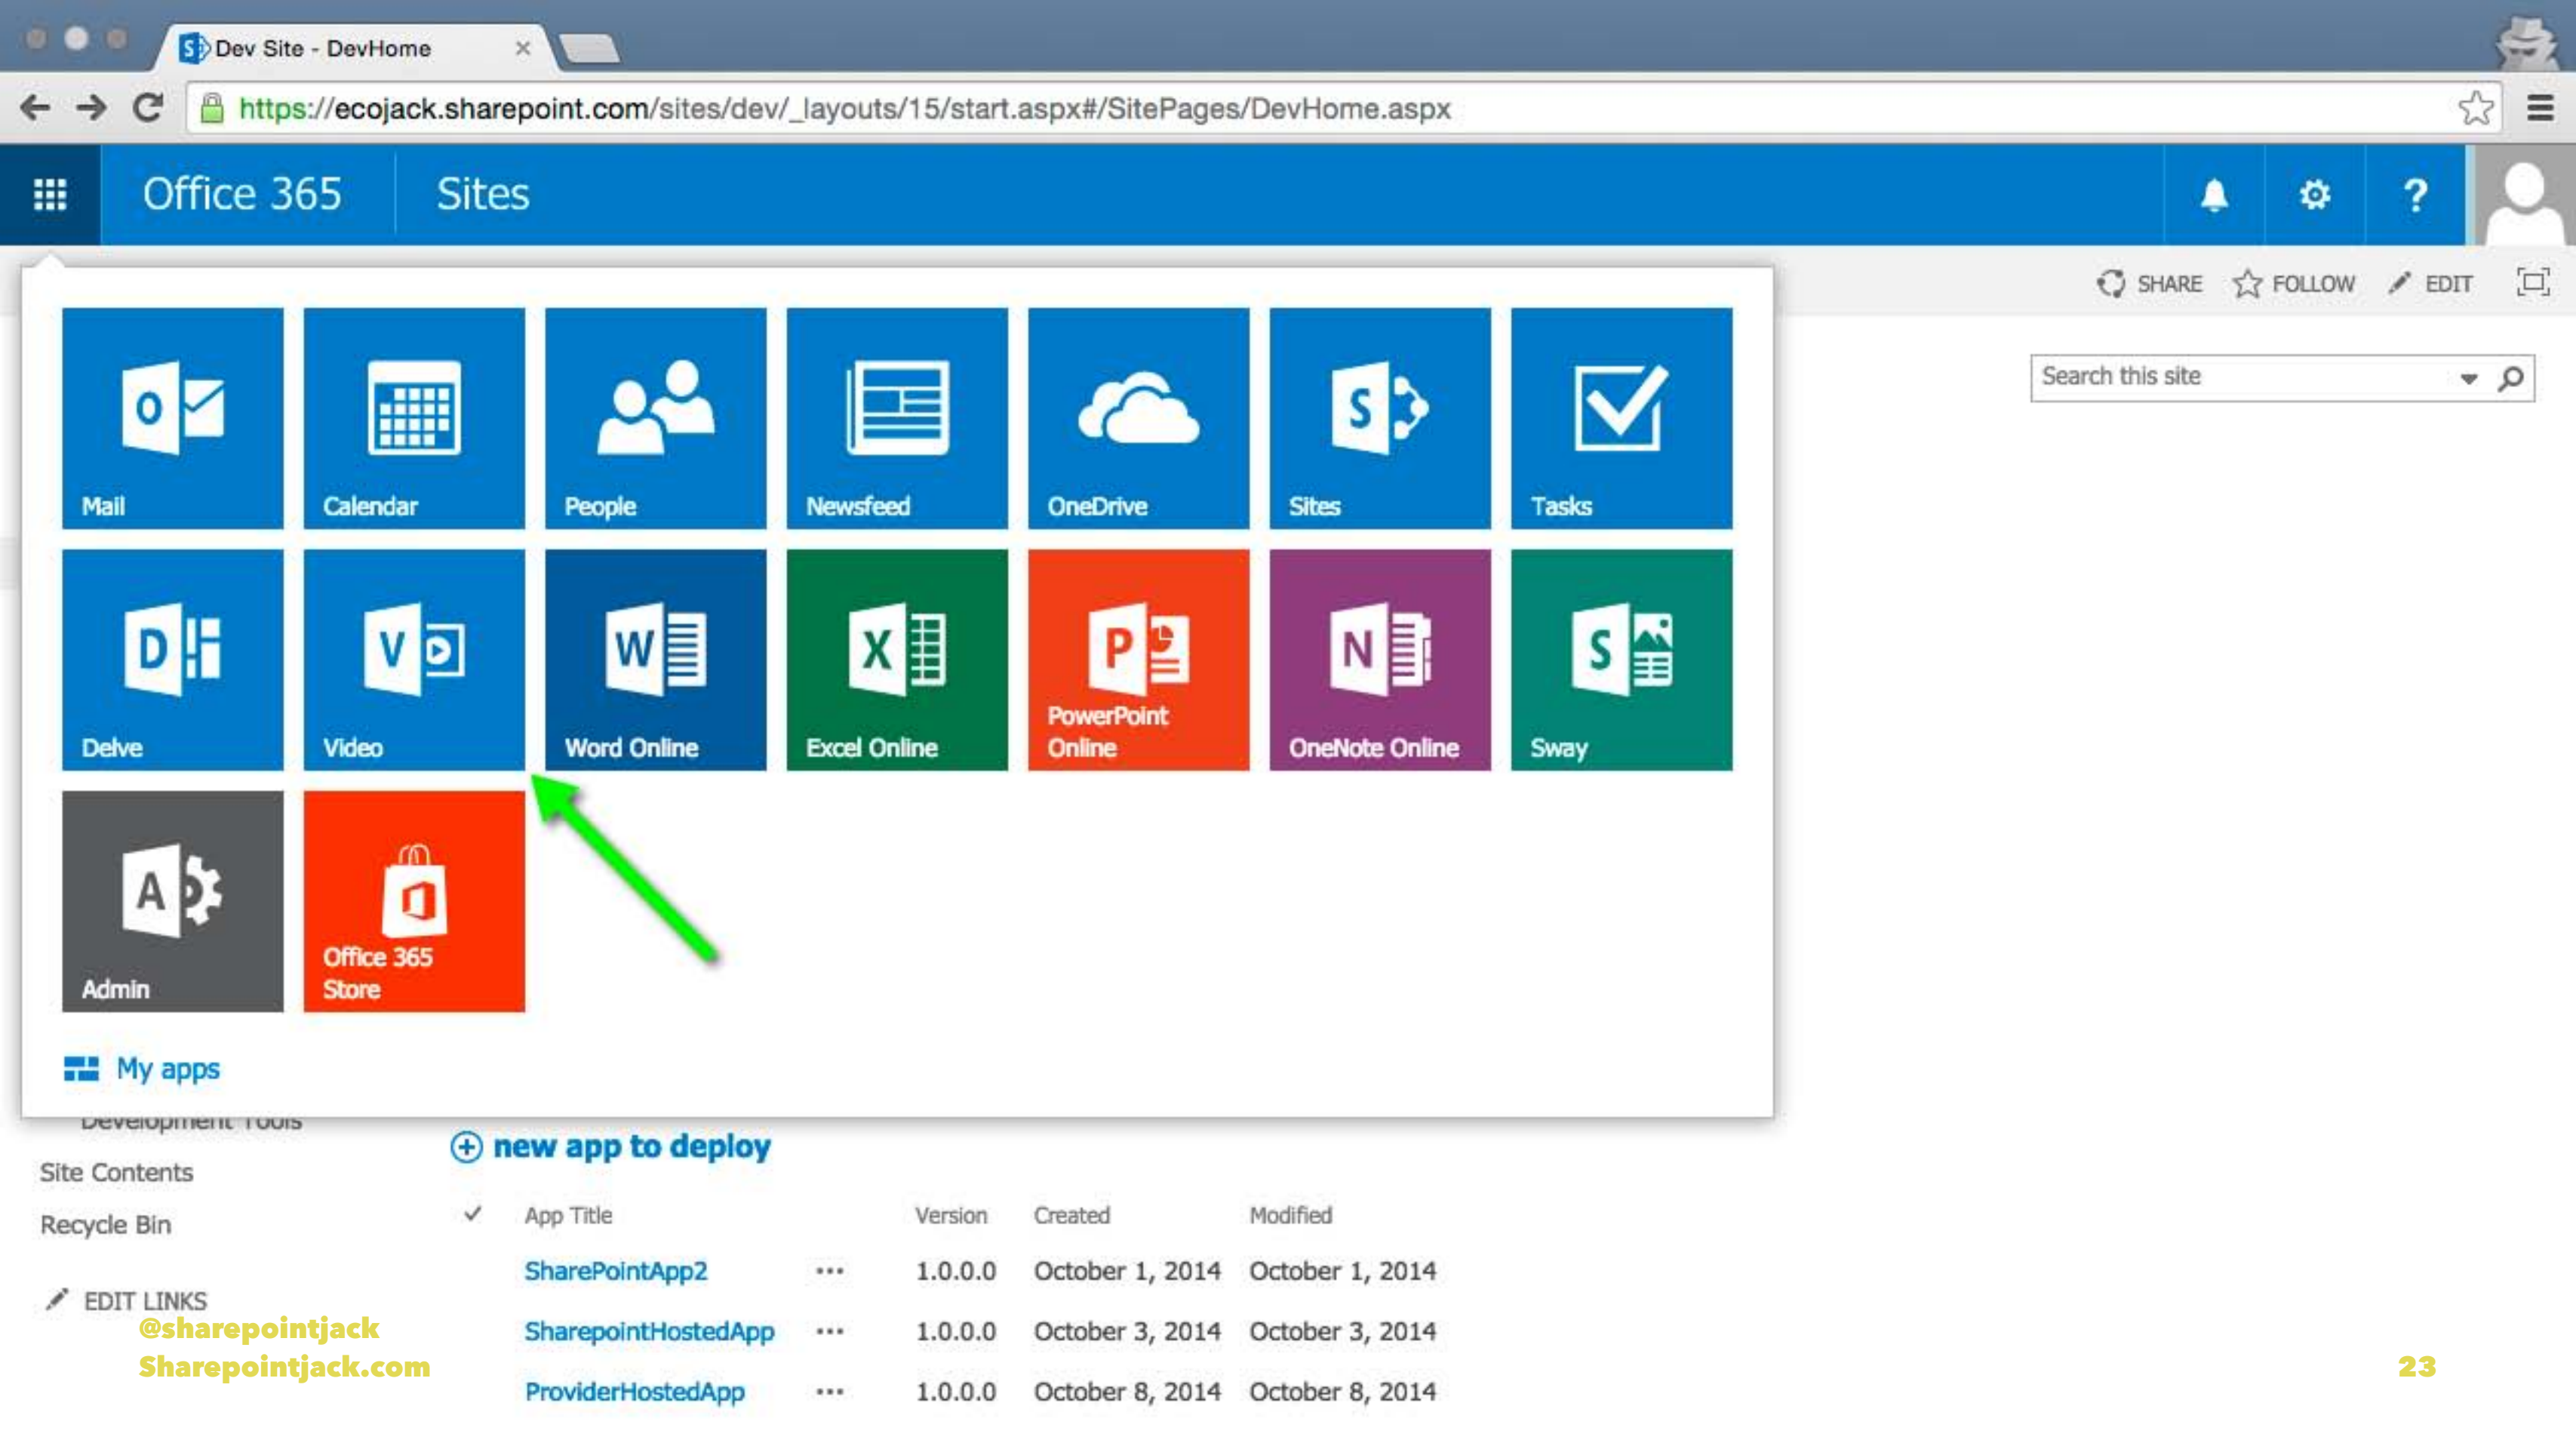 Dev Site - DevHome
https://ecojack.sharepoint.com/sites/dev/_layouts/15/start.aspx#/SitePages/DevHome.aspx
Office 365 Sites ?
SHARE FOLLOW EDIT
Search this site
Mail Calendar People Newsfeed OneDrive Sites Tasks
Delve Video Word Online Excel Online PowerPoint Online OneNote Online Sway
Admin Office 365 Store
My apps
Development Tools
new app to deploy
Site Contents
Recycle Bin
EDIT LINKS
App Title Version Created Modified
SharePointApp2 ... 1.0.0.0 October 1, 2014 October 1, 2014
SharepointHostedApp ... 1.0.0.0 October 3, 2014 October 3, 2014
ProviderHostedApp ... 1.0.0.0 October 8, 2014 October 8, 2014
@sharepointjack
Sharepointjack.com
23